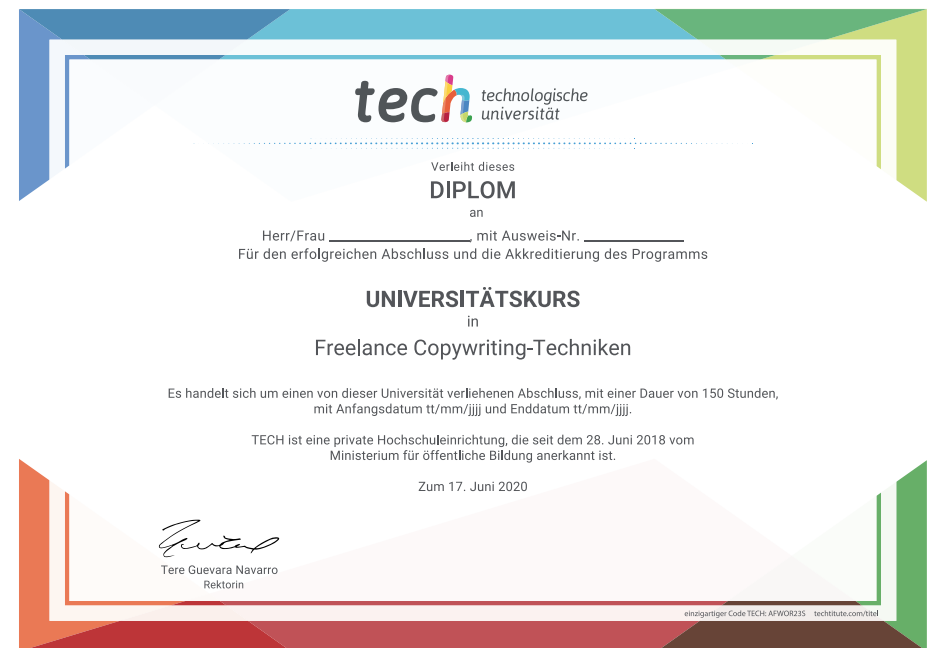 tech technologische
universität
Verleiht dieses
DIPLOM
an
Herr/Frau ____________________, mit Ausweis-Nr. ______________
Für den erfolgreichen Abschluss und die Akkreditierung des Programms
UNIVERSITÄTSKURS
in
Freelance Copywriting-Techniken
Es handelt sich um einen von dieser Universität verliehenen Abschluss, mit einer Dauer von 150 Stunden,
mit Anfangsdatum tt/mm/jjjj und Enddatum tt/mm/jjjj.
TECH ist eine private Hochschuleinrichtung, die seit dem 28. Juni 2018 vom
Ministerium für öffentliche Bildung anerkannt ist.
Zum 17. Juni 2020
Tere Guevara Navarro
Rektorin
einzigartiger Code TECH: AFWOR23S techtitute.com/titel